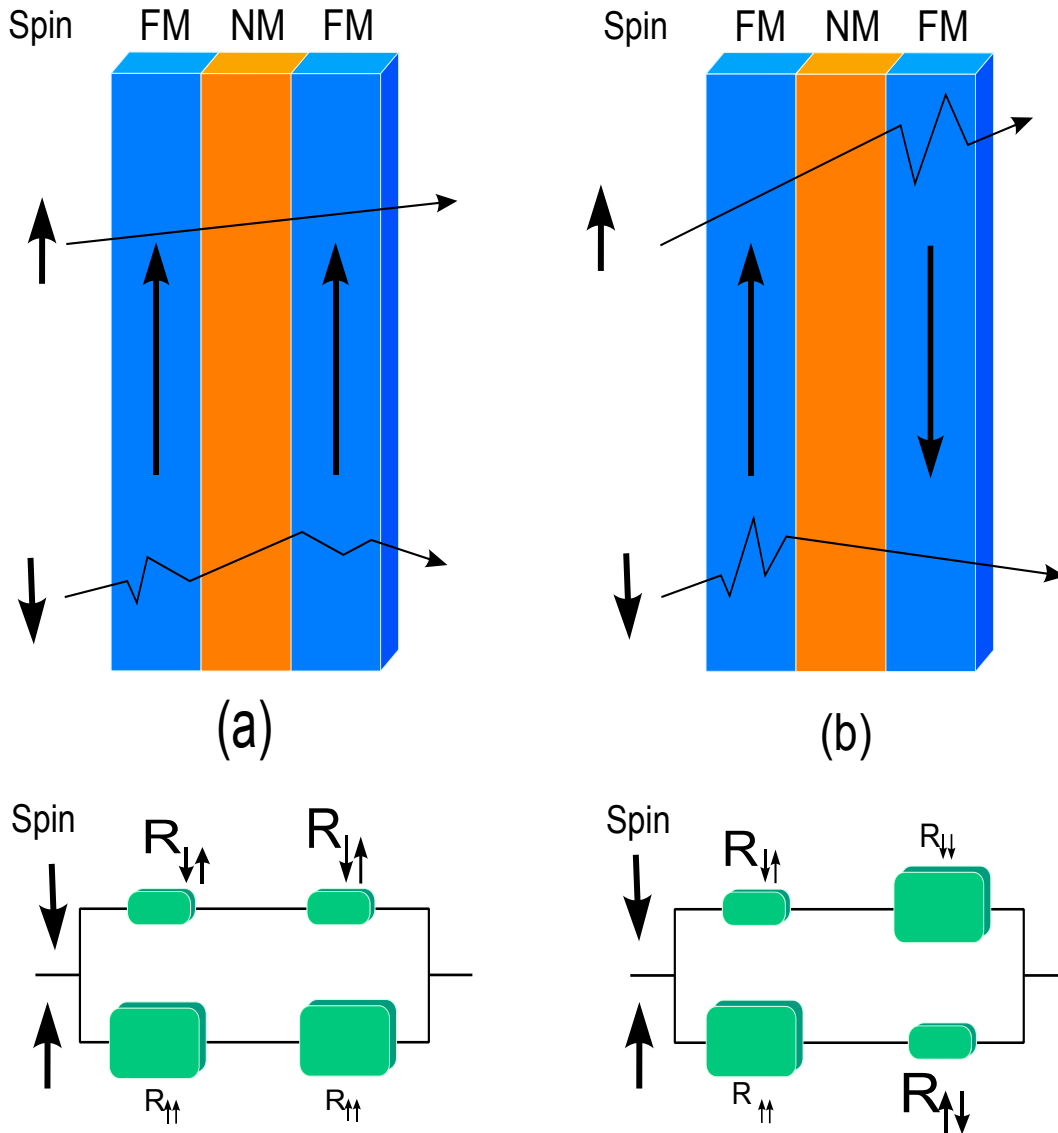 Spin FM NM FM
Spin FM NM FM
(a)
(b)
Spin
R↓↑ R↓↑
R↑↑ R↑↑
Spin
R↓↑ R↓↓
R↑↑ R↑↓